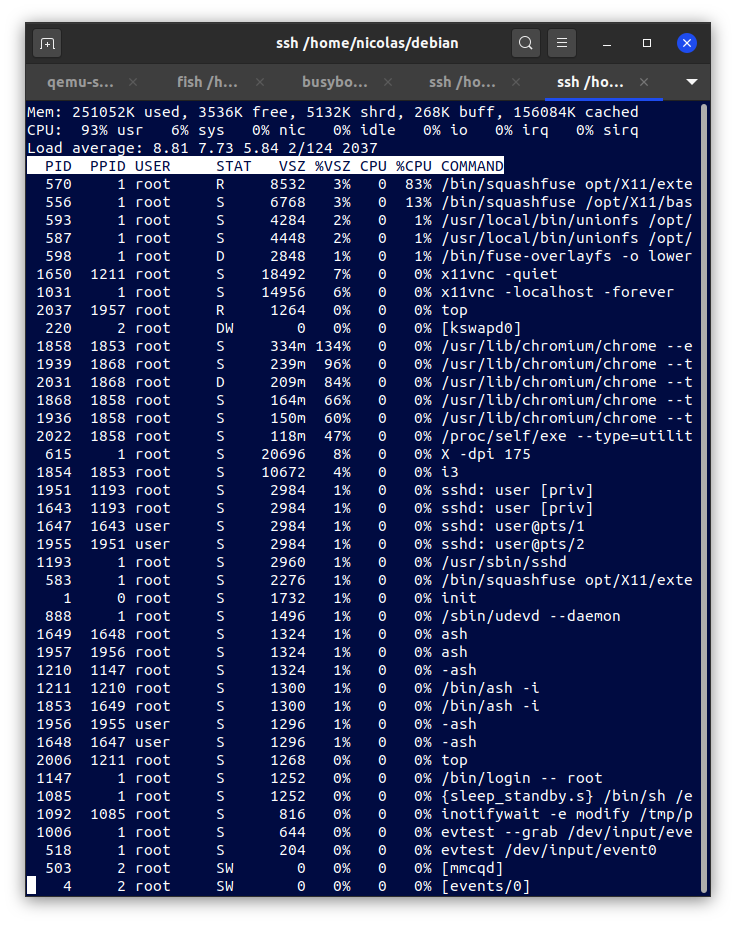 ssh /home/nicolas/debian
qemu-s... fish /h... busybo... ssh /ho... ssh /ho...
Mem: 251052K used, 3536K free, 5132K shrd, 268K buff, 156084K cached
CPU:  93% usr   6% sys   0% nic   0% idle   0% io   0% irq   0% sirq
Load average: 8.81 7.73 5.84 2/124 2037
  PID  PPID USER     STAT   VSZ %VSZ CPU %CPU COMMAND
  570     1 root     R     8532   3%   0  83% /bin/squashfuse opt/X11/exte
  556     1 root     S     6768   3%   0  13% /bin/squashfuse /opt/X11/bas
  593     1 root     S     4284   2%   0   1% /usr/local/bin/unionfs /opt/
  587     1 root     S     4448   2%   0   1% /usr/local/bin/unionfs /opt/
  598     1 root     D     2848   1%   0   1% /bin/fuse-overlayfs -o lower
 1650  1211 root     S    18492   7%   0   0% x11vnc -quiet
 1031     1 root     S    14956   6%   0   0% x11vnc -localhost -forever
 2037  1957 root     R     1264   0%   0   0% top
  220     2 root     DW       0   0%   0   0% [kswapd0]
 1858  1853 root     S     334m 134%   0   0% /usr/lib/chromium/chrome --e
 1939  1868 root     S     239m  96%   0   0% /usr/lib/chromium/chrome --t
 2031  1868 root     D     209m  84%   0   0% /usr/lib/chromium/chrome --t
 1868  1858 root     S     164m  66%   0   0% /usr/lib/chromium/chrome --t
 1936  1858 root     S     150m  60%   0   0% /usr/lib/chromium/chrome --t
 2022  1858 root     S     118m  47%   0   0% /proc/self/exe --type=utilit
  615     1 root     S    20696   8%   0   0% X -dpi 175
 1854  1853 root     S    10672   4%   0   0% i3
 1951  1193 root     S     2984   1%   0   0% sshd: user [priv]
 1643  1193 root     S     2984   1%   0   0% sshd: user [priv]
 1647  1643 user     S     2984   1%   0   0% sshd: user@pts/1
 1955  1951 user     S     2984   1%   0   0% sshd: user@pts/2
 1193     1 root     S     2960   1%   0   0% /usr/sbin/sshd
  583     1 root     S     2276   1%   0   0% /bin/squashfuse opt/X11/exte
    1     0 root     S     1732   1%   0   0% init
  888     1 root     S     1496   1%   0   0% /sbin/udevd --daemon
 1649  1648 root     S     1324   1%   0   0% ash
 1957  1956 root     S     1324   1%   0   0% ash
 1210  1147 root     S     1324   1%   0   0% -ash
 1211  1210 root     S     1300   1%   0   0% /bin/ash -i
 1853  1649 root     S     1300   1%   0   0% /bin/ash -i
 1956  1955 user     S     1296   1%   0   0% -ash
 1648  1647 user     S     1296   1%   0   0% -ash
 2006  1211 root     S     1268   0%   0   0% top
 1147     1 root     S     1252   0%   0   0% /bin/login -- root
 1085     1 root     S     1252   0%   0   0% {sleep_standby.s} /bin/sh /e
 1092  1085 root     S      816   0%   0   0% inotifywait -e modify /tmp/p
 1006     1 root     S      644   0%   0   0% evtest --grab /dev/input/eve
  518     1 root     S      204   0%   0   0% evtest /dev/input/event0
  503     2 root     SW       0   0%   0   0% [mmcqd]
    4     2 root     SW       0   0%   0   0% [events/0]